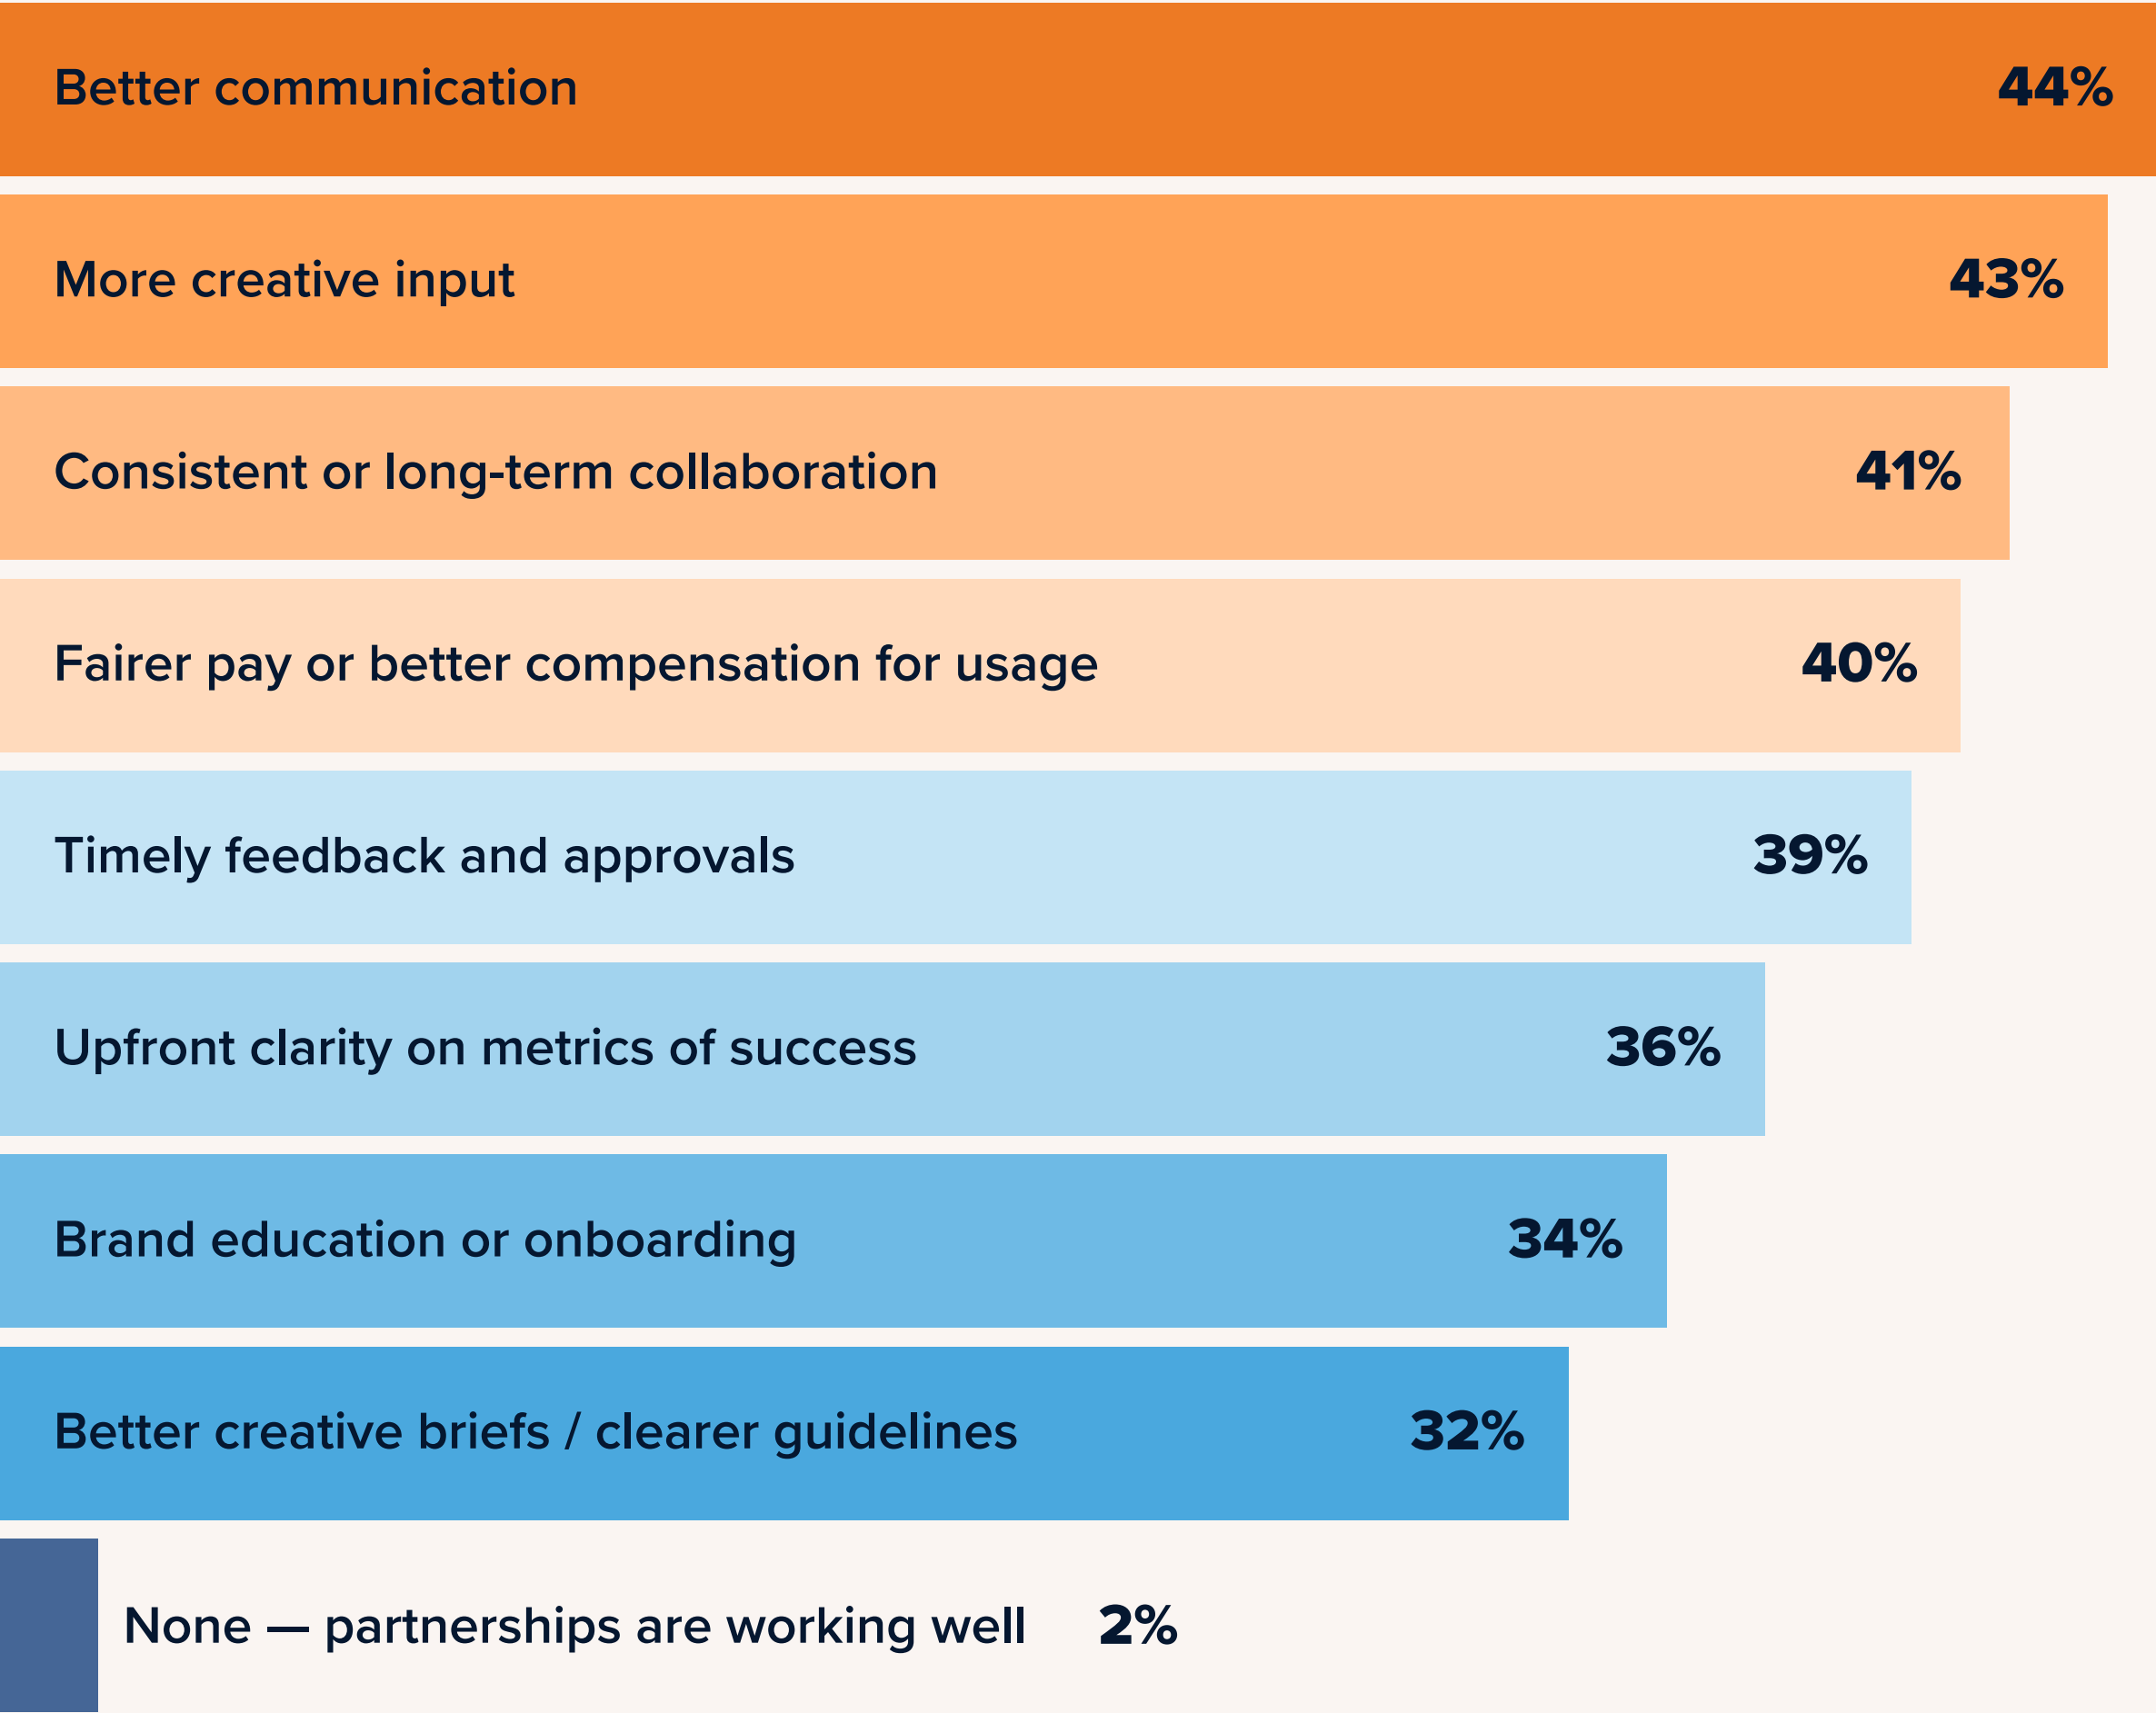 Better communication 44%
More creative input 43%
Consistent or long-term collaboration 41%
Fairer pay or better compensation for usage 40%
Timely feedback and approvals 39%
Upfront clarity on metrics of success 36%
Brand education or onboarding 34%
Better creative briefs / clearer guidelines 32%
None — partnerships are working well 2%